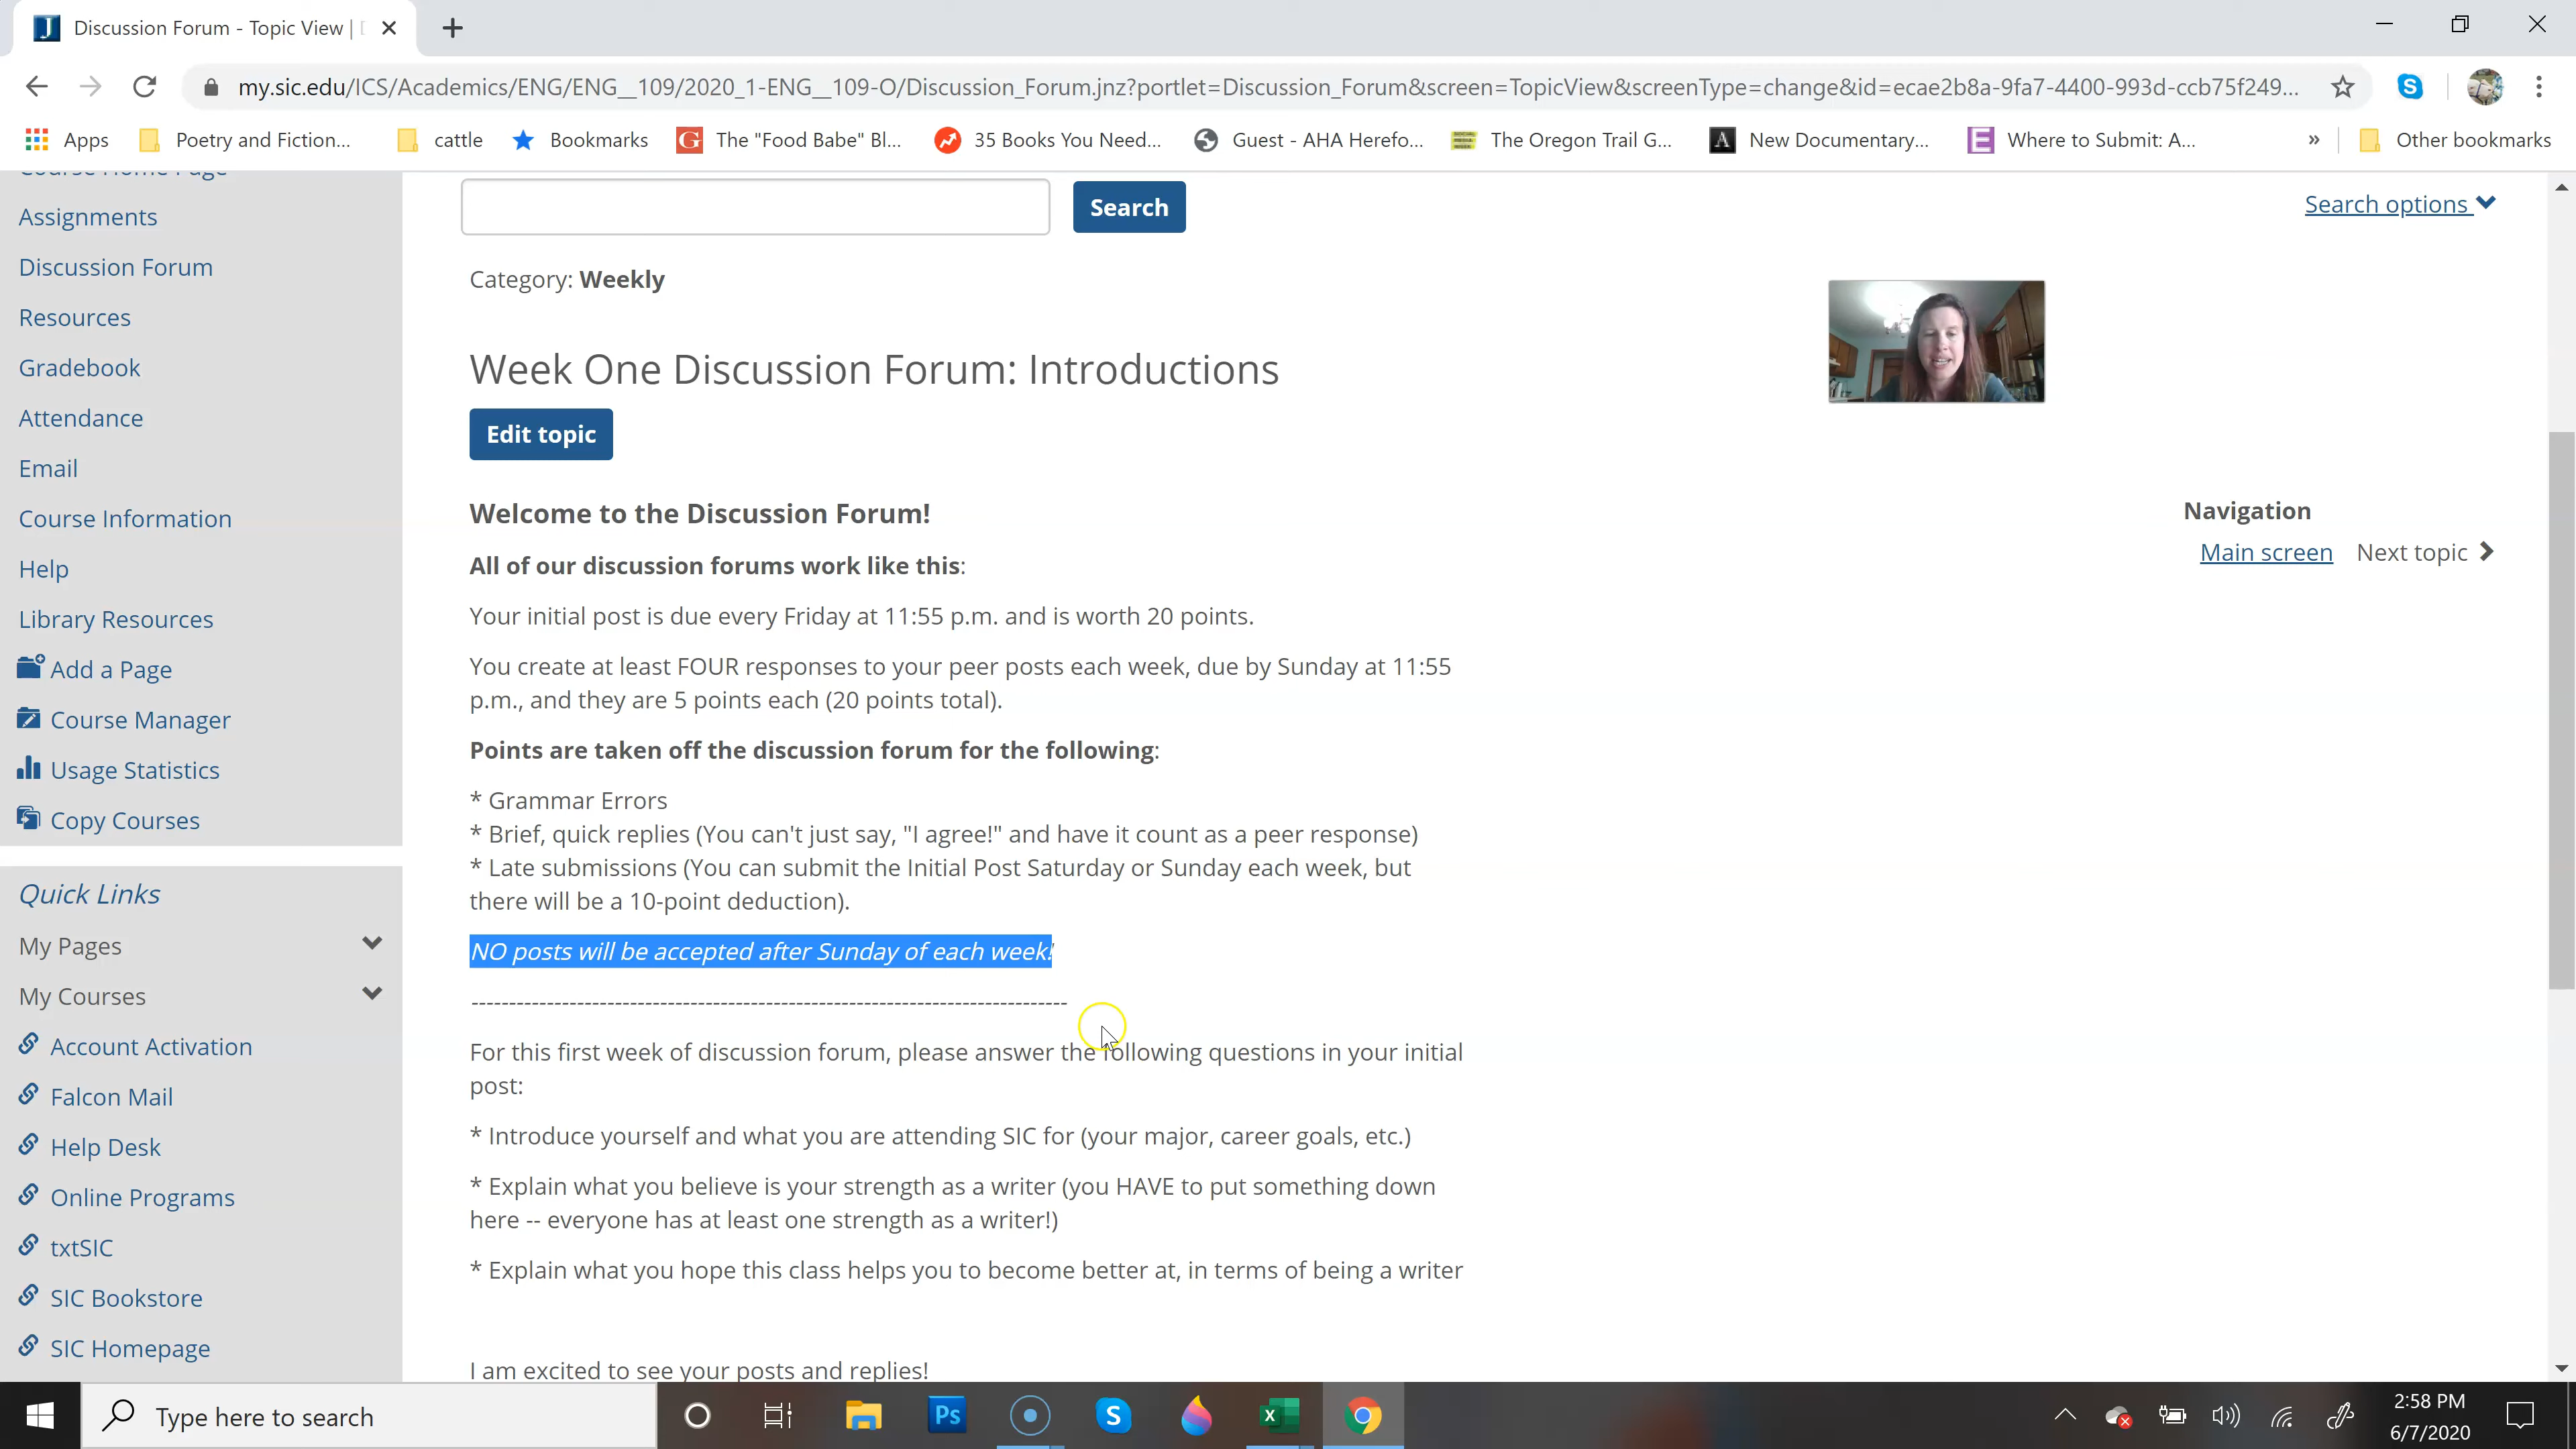 Discussion Forum - Topic View |
my.sic.edu/ICS/Academics/ENG/ENG__109/2020_1-ENG__109-O/Discussion_Forum.jnz?portlet=Discussion_Forum&screen=TopicView&screenType=change&id=ecae2b8a-9fa7-4400-993d-ccb75f249...
Apps Poetry and Fiction... cattle Bookmarks The "Food Babe" Bl... 35 Books You Need... Guest - AHA Herefo... The Oregon Trail G... New Documentary... Where to Submit: A... » Other bookmarks
Course Home Page
Assignments
Discussion Forum
Resources
Gradebook
Attendance
Email
Course Information
Help
Library Resources
Add a Page
Course Manager
Usage Statistics
Copy Courses
Quick Links
My Pages
My Courses
Account Activation
Falcon Mail
Help Desk
Online Programs
txtSIC
SIC Bookstore
SIC Homepage
Search
Search options
Category: Weekly
Week One Discussion Forum: Introductions
Edit topic
Welcome to the Discussion Forum!
All of our discussion forums work like this:
Your initial post is due every Friday at 11:55 p.m. and is worth 20 points.
You create at least FOUR responses to your peer posts each week, due by Sunday at 11:55
p.m., and they are 5 points each (20 points total).
Points are taken off the discussion forum for the following:
* Grammar Errors
* Brief, quick replies (You can't just say, "I agree!" and have it count as a peer response)
* Late submissions (You can submit the Initial Post Saturday or Sunday each week, but
there will be a 10-point deduction).
NO posts will be accepted after Sunday of each week!
--------------------------------------------------------------------------------
For this first week of discussion forum, please answer the following questions in your initial
post:
* Introduce yourself and what you are attending SIC for (your major, career goals, etc.)
* Explain what you believe is your strength as a writer (you HAVE to put something down
here -- everyone has at least one strength as a writer!)
* Explain what you hope this class helps you to become better at, in terms of being a writer
I am excited to see your posts and replies!
Navigation
Main screen Next topic
Type here to search
Ps
2:58 PM
6/7/2020